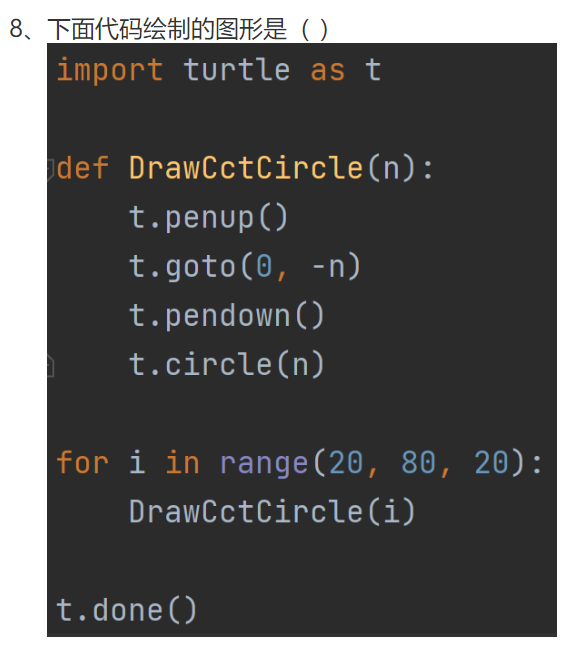 8、下面代码绘制的图形是（ ）
import turtle as t
def DrawCctCircle(n):
    t.penup()
    t.goto(0, -n)
    t.pendown()
    t.circle(n)
for i in range(20, 80, 20):
    DrawCctCircle(i)
t.done()